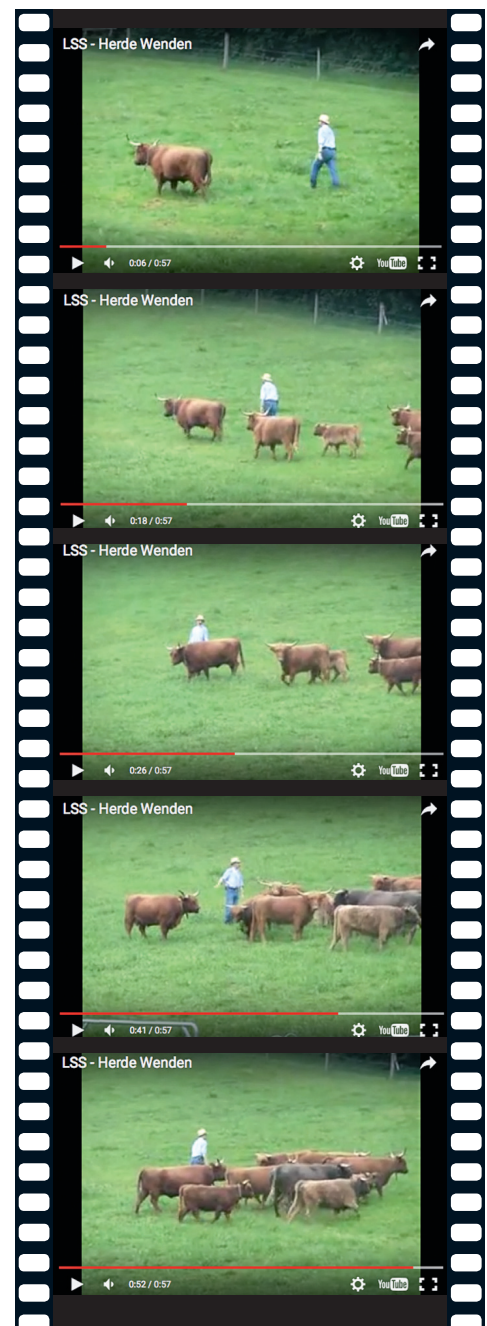 LSS - Herde Wenden
0:06 / 0:57
YouTube
LSS - Herde Wenden
0:18 / 0:57
YouTube
LSS - Herde Wenden
0:26 / 0:57
YouTube
LSS - Herde Wenden
0:41 / 0:57
YouTube
LSS - Herde Wenden
0:52 / 0:57
YouTube